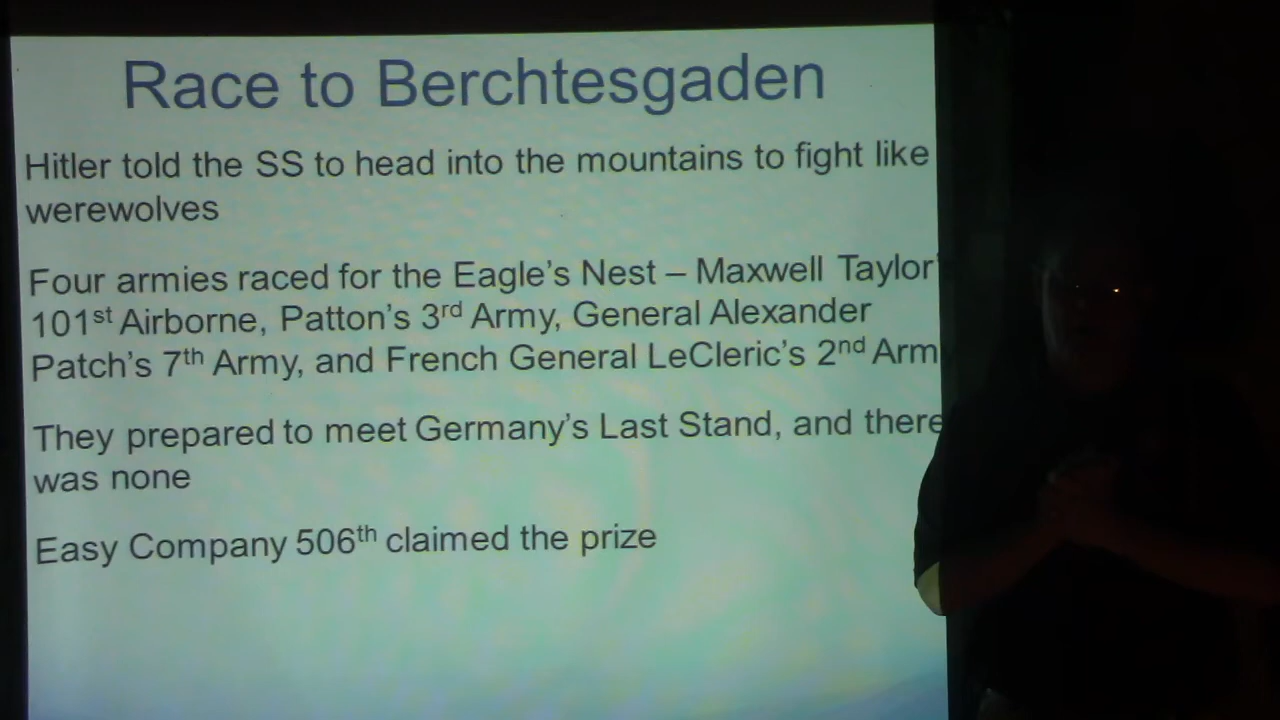 Race to Berchtesgaden
Hitler told the SS to head into the mountains to fight like
werewolves
Four armies raced for the Eagle's Nest – Maxwell Taylor'
101st Airborne, Patton's 3rd Army, General Alexander
Patch's 7th Army, and French General LeCleric's 2nd Arm
They prepared to meet Germany's Last Stand, and there
was none
Easy Company 506th claimed the prize